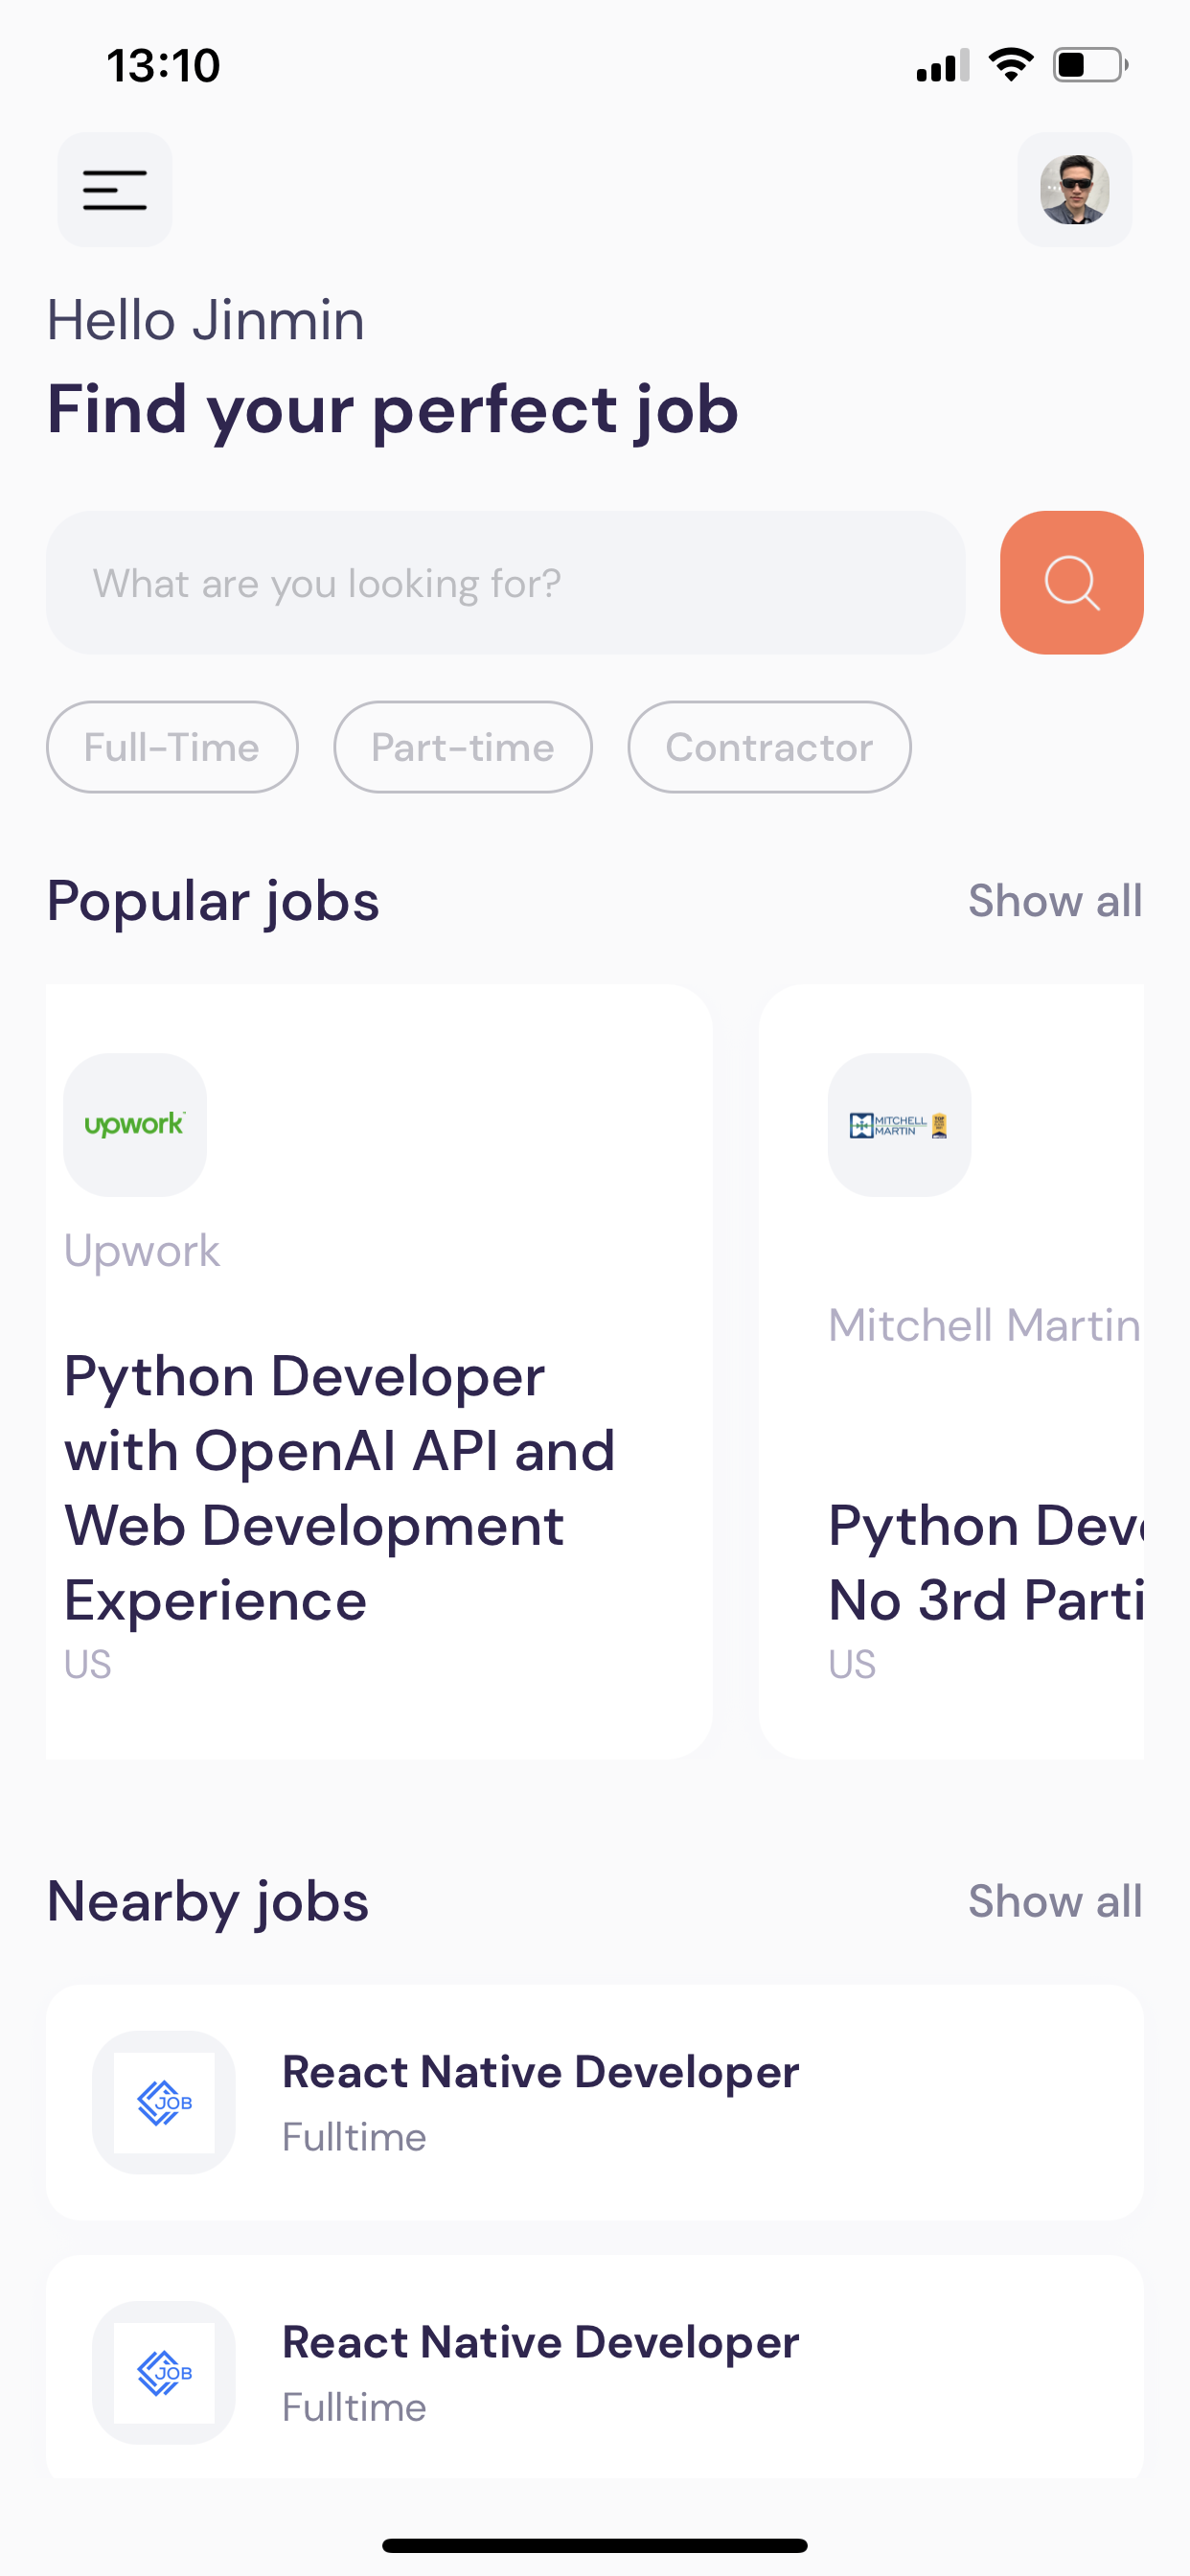 13:10
Hello Jinmin
Find your perfect job
What are you looking for?
Full-Time
Part-time
Contractor
Popular jobs
Show all
upwork
Upwork
Python Developer
with OpenAI API and
Web Development
Experience
US
MITCHELL
MARTIN
Mitchell Martin
Python Deve
No 3rd Parti
US
Nearby jobs
Show all
JOB
React Native Developer
Fulltime
JOB
React Native Developer
Fulltime